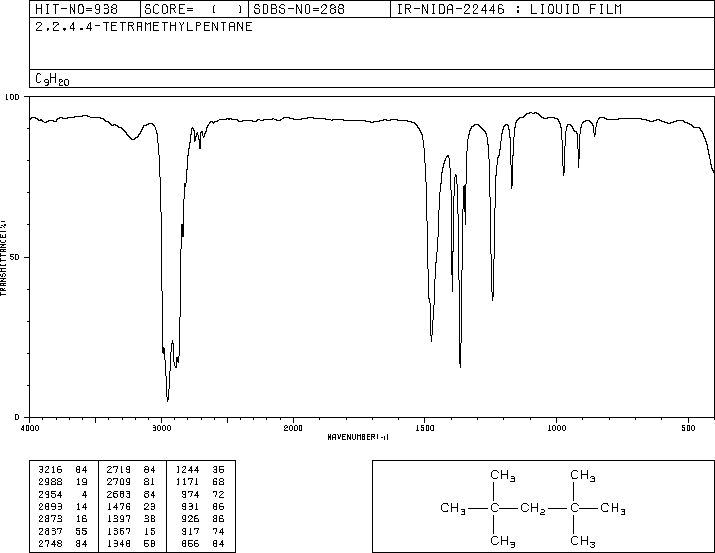 HIT-NO=938 SCORE= ( ) SDBS-NO=288 IR-NIDA-22446 : LIQUID FILM
2.2.4.4-TETRAMETHYLPENTANE
C9H20
100
50
0
TRANSMITTANCE(%)
4000 3000 2000 1500 1000 500
WAVENUMBER(-1)
3216 84 2719 84 1244 36
2988 19 2709 81 1171 68
2954 4 2683 84 974 72
2899 14 1476 23 931 86
2873 16 1397 38 926 86
2837 55 1367 15 917 74
2748 84 1348 60 856 84
CH3 CH3
CH3 C CH2 C CH3
CH3 CH3